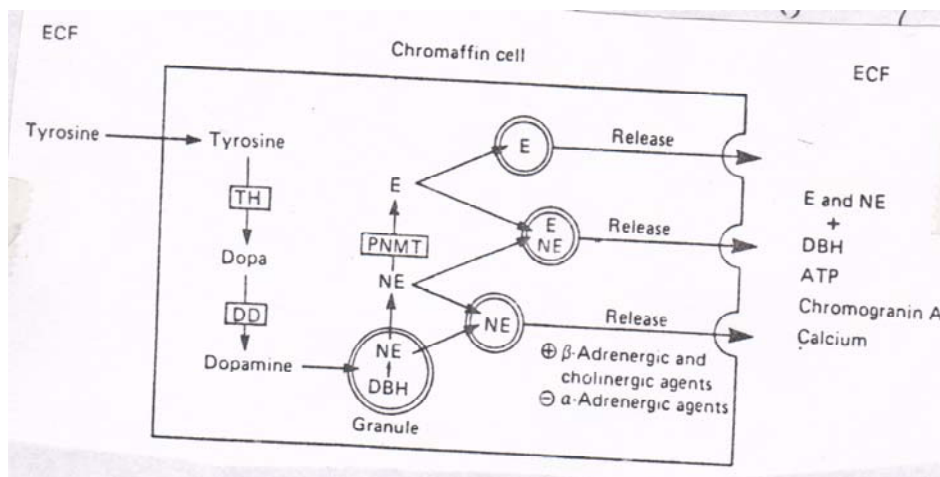 ECF
Chromaffin cell
ECF
Tyrosine
Tyrosine
E
Release
TH
E
E and NE
+
E
NE
Release
PNMT
DBH
Dopa
ATP
NE
Chromogranin A
DD
NE
Release
Calcium
Dopamine
NE
DBH
⊕ β-Adrenergic and
cholinergic agents
⊖ α-Adrenergic agents
Granule